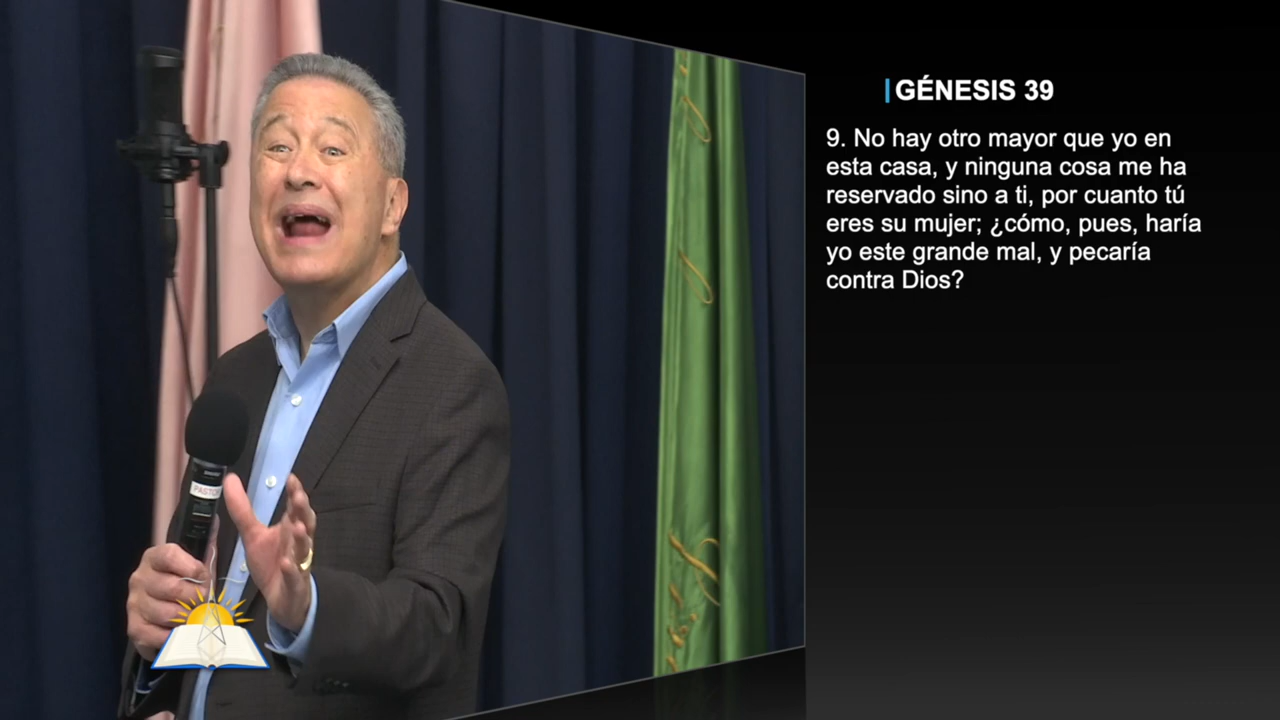 GÉNESIS 39
9. No hay otro mayor que yo en
esta casa, y ninguna cosa me ha
reservado sino a ti, por cuanto tú
eres su mujer; ¿cómo, pues, haría
yo este grande mal, y pecaría
contra Dios?